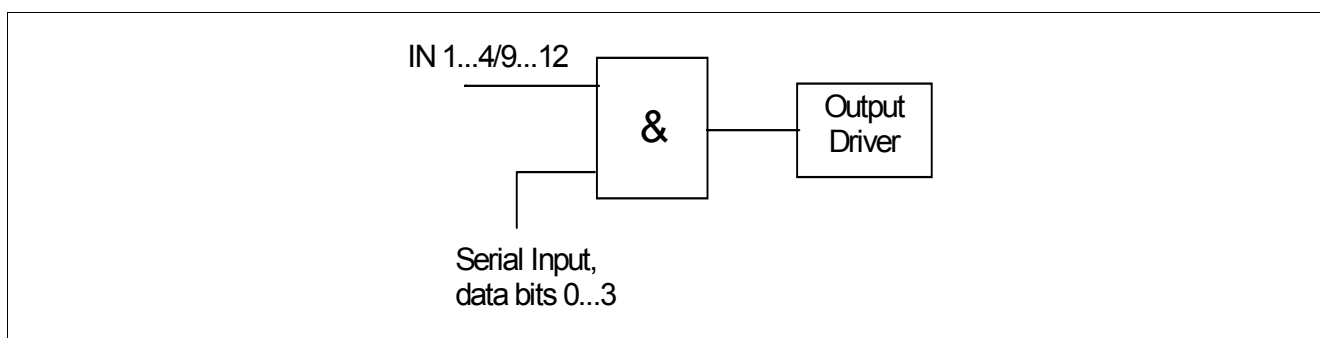 IN 1...4/9...12
&
Output
Driver
Serial Input,
data bits 0...3